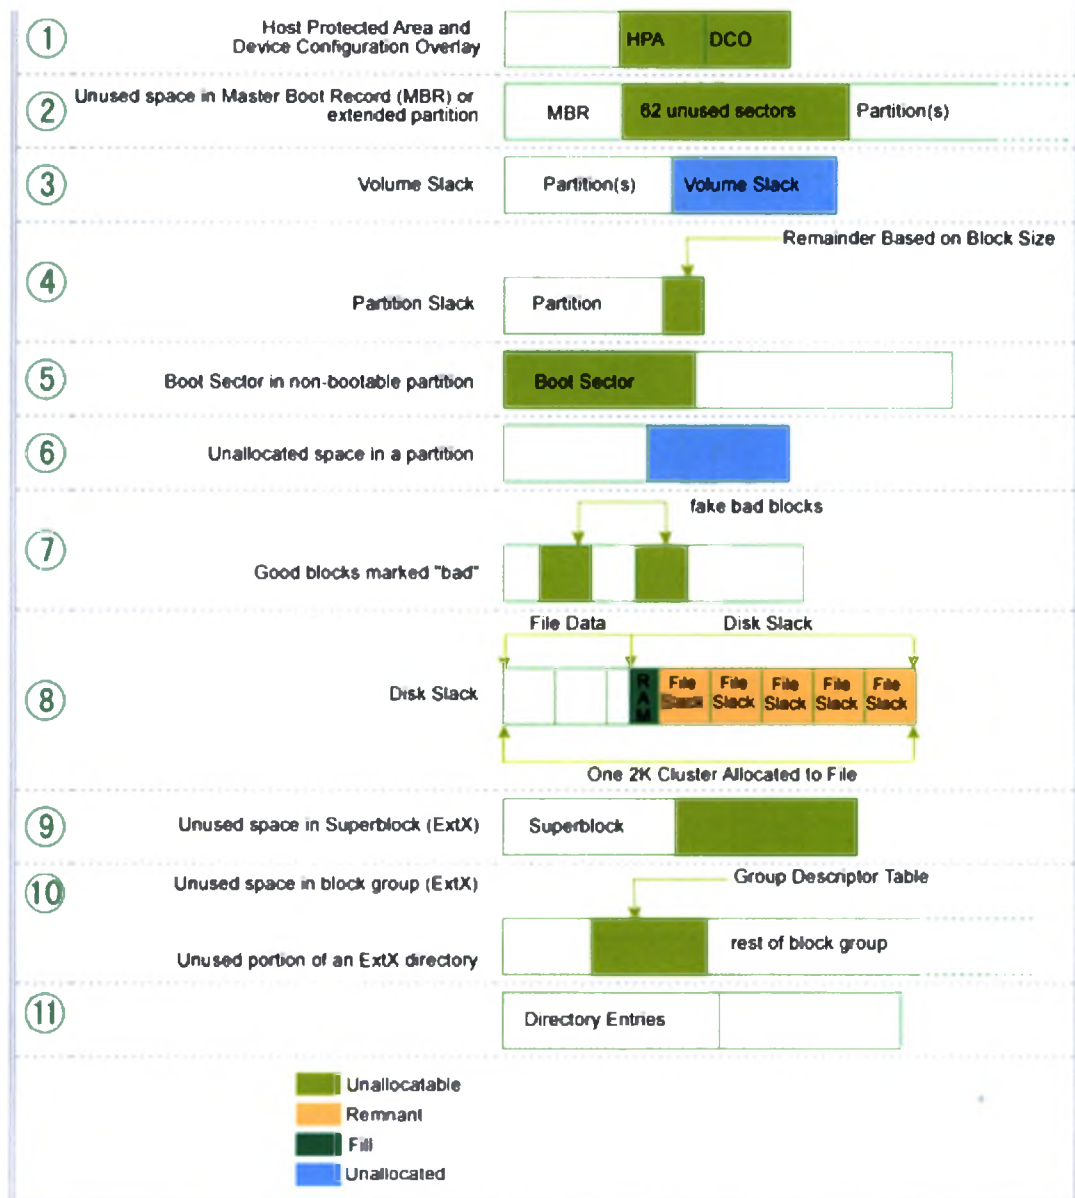 1
Host Protected Area and
Device Configuration Overlay
HPA DCO
2
Unused space in Master Boot Record (MBR) or
extended partition
MBR 62 unused sectors Partition(s)
3
Volume Slack
Partition(s) Volume Slack
Remainder Based on Block Size
4
Partition Slack
Partition
5
Boot Sector in non-bootable partition
Boot Sector
6
Unallocated space in a partition
fake bad blocks
7
Good blocks marked "bad"
File Data Disk Slack
8
Disk Slack
RAM
File Slack
File Slack
File Slack
File Slack
File Slack
One 2K Cluster Allocated to File
9
Unused space in Superblock (ExtX)
Superblock
10
Unused space in block group (ExtX)
Group Descriptor Table
Unused portion of an ExtX directory
rest of block group
11
Directory Entries
Unallocatable
Remnant
Fill
Unallocated